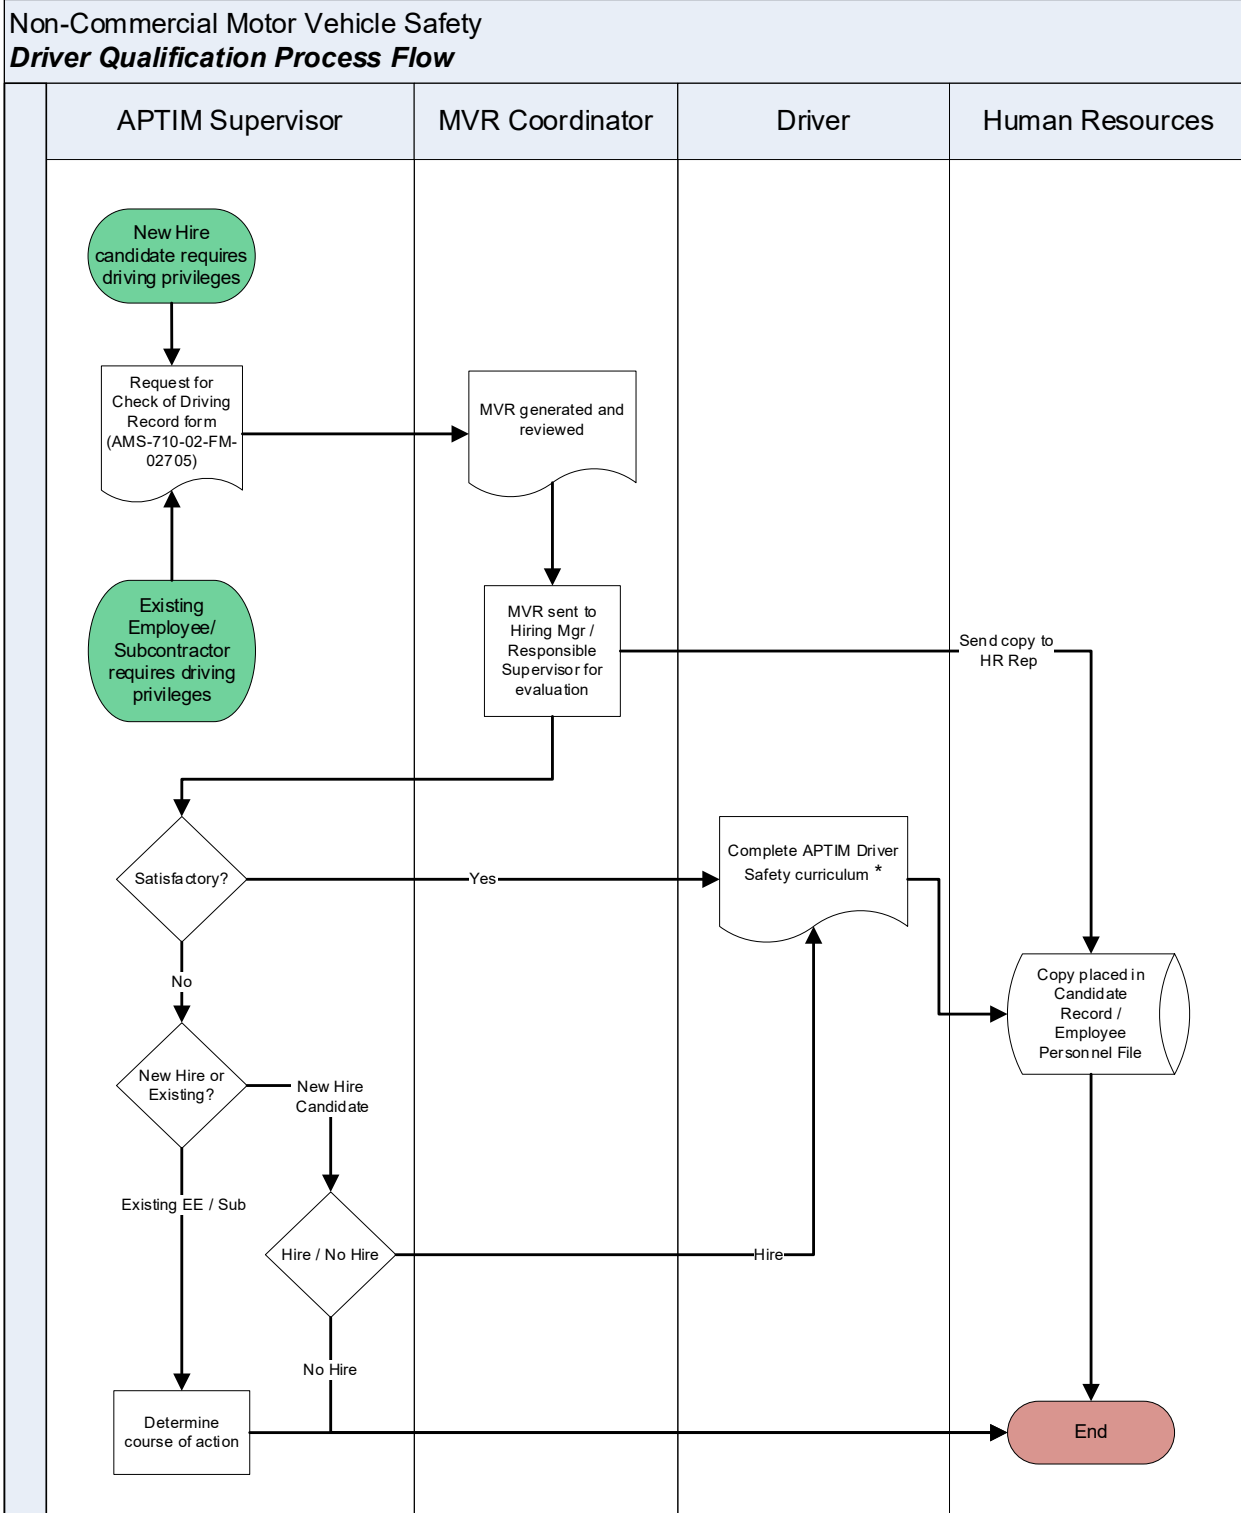 Non-Commercial Motor Vehicle Safety
Driver Qualification Process Flow
APTIM Supervisor
MVR Coordinator
Driver
Human Resources
New Hire
candidate requires
driving privileges
Request for
Check of Driving
Record form
(AMS-710-02-FM-
02705)
MVR generated and
reviewed
Existing
Employee/
Subcontractor
requires driving
privileges
MVR sent to
Hiring Mgr /
Responsible
Supervisor for
evaluation
Send copy to
HR Rep
Satisfactory?
Yes
Complete APTIM Driver
Safety curriculum *
No
Copy placed in
Candidate
Record /
Employee
Personnel File
New Hire or
Existing?
New Hire
Candidate
Existing EE / Sub
Hire / No Hire
Hire
No Hire
Determine
course of action
End